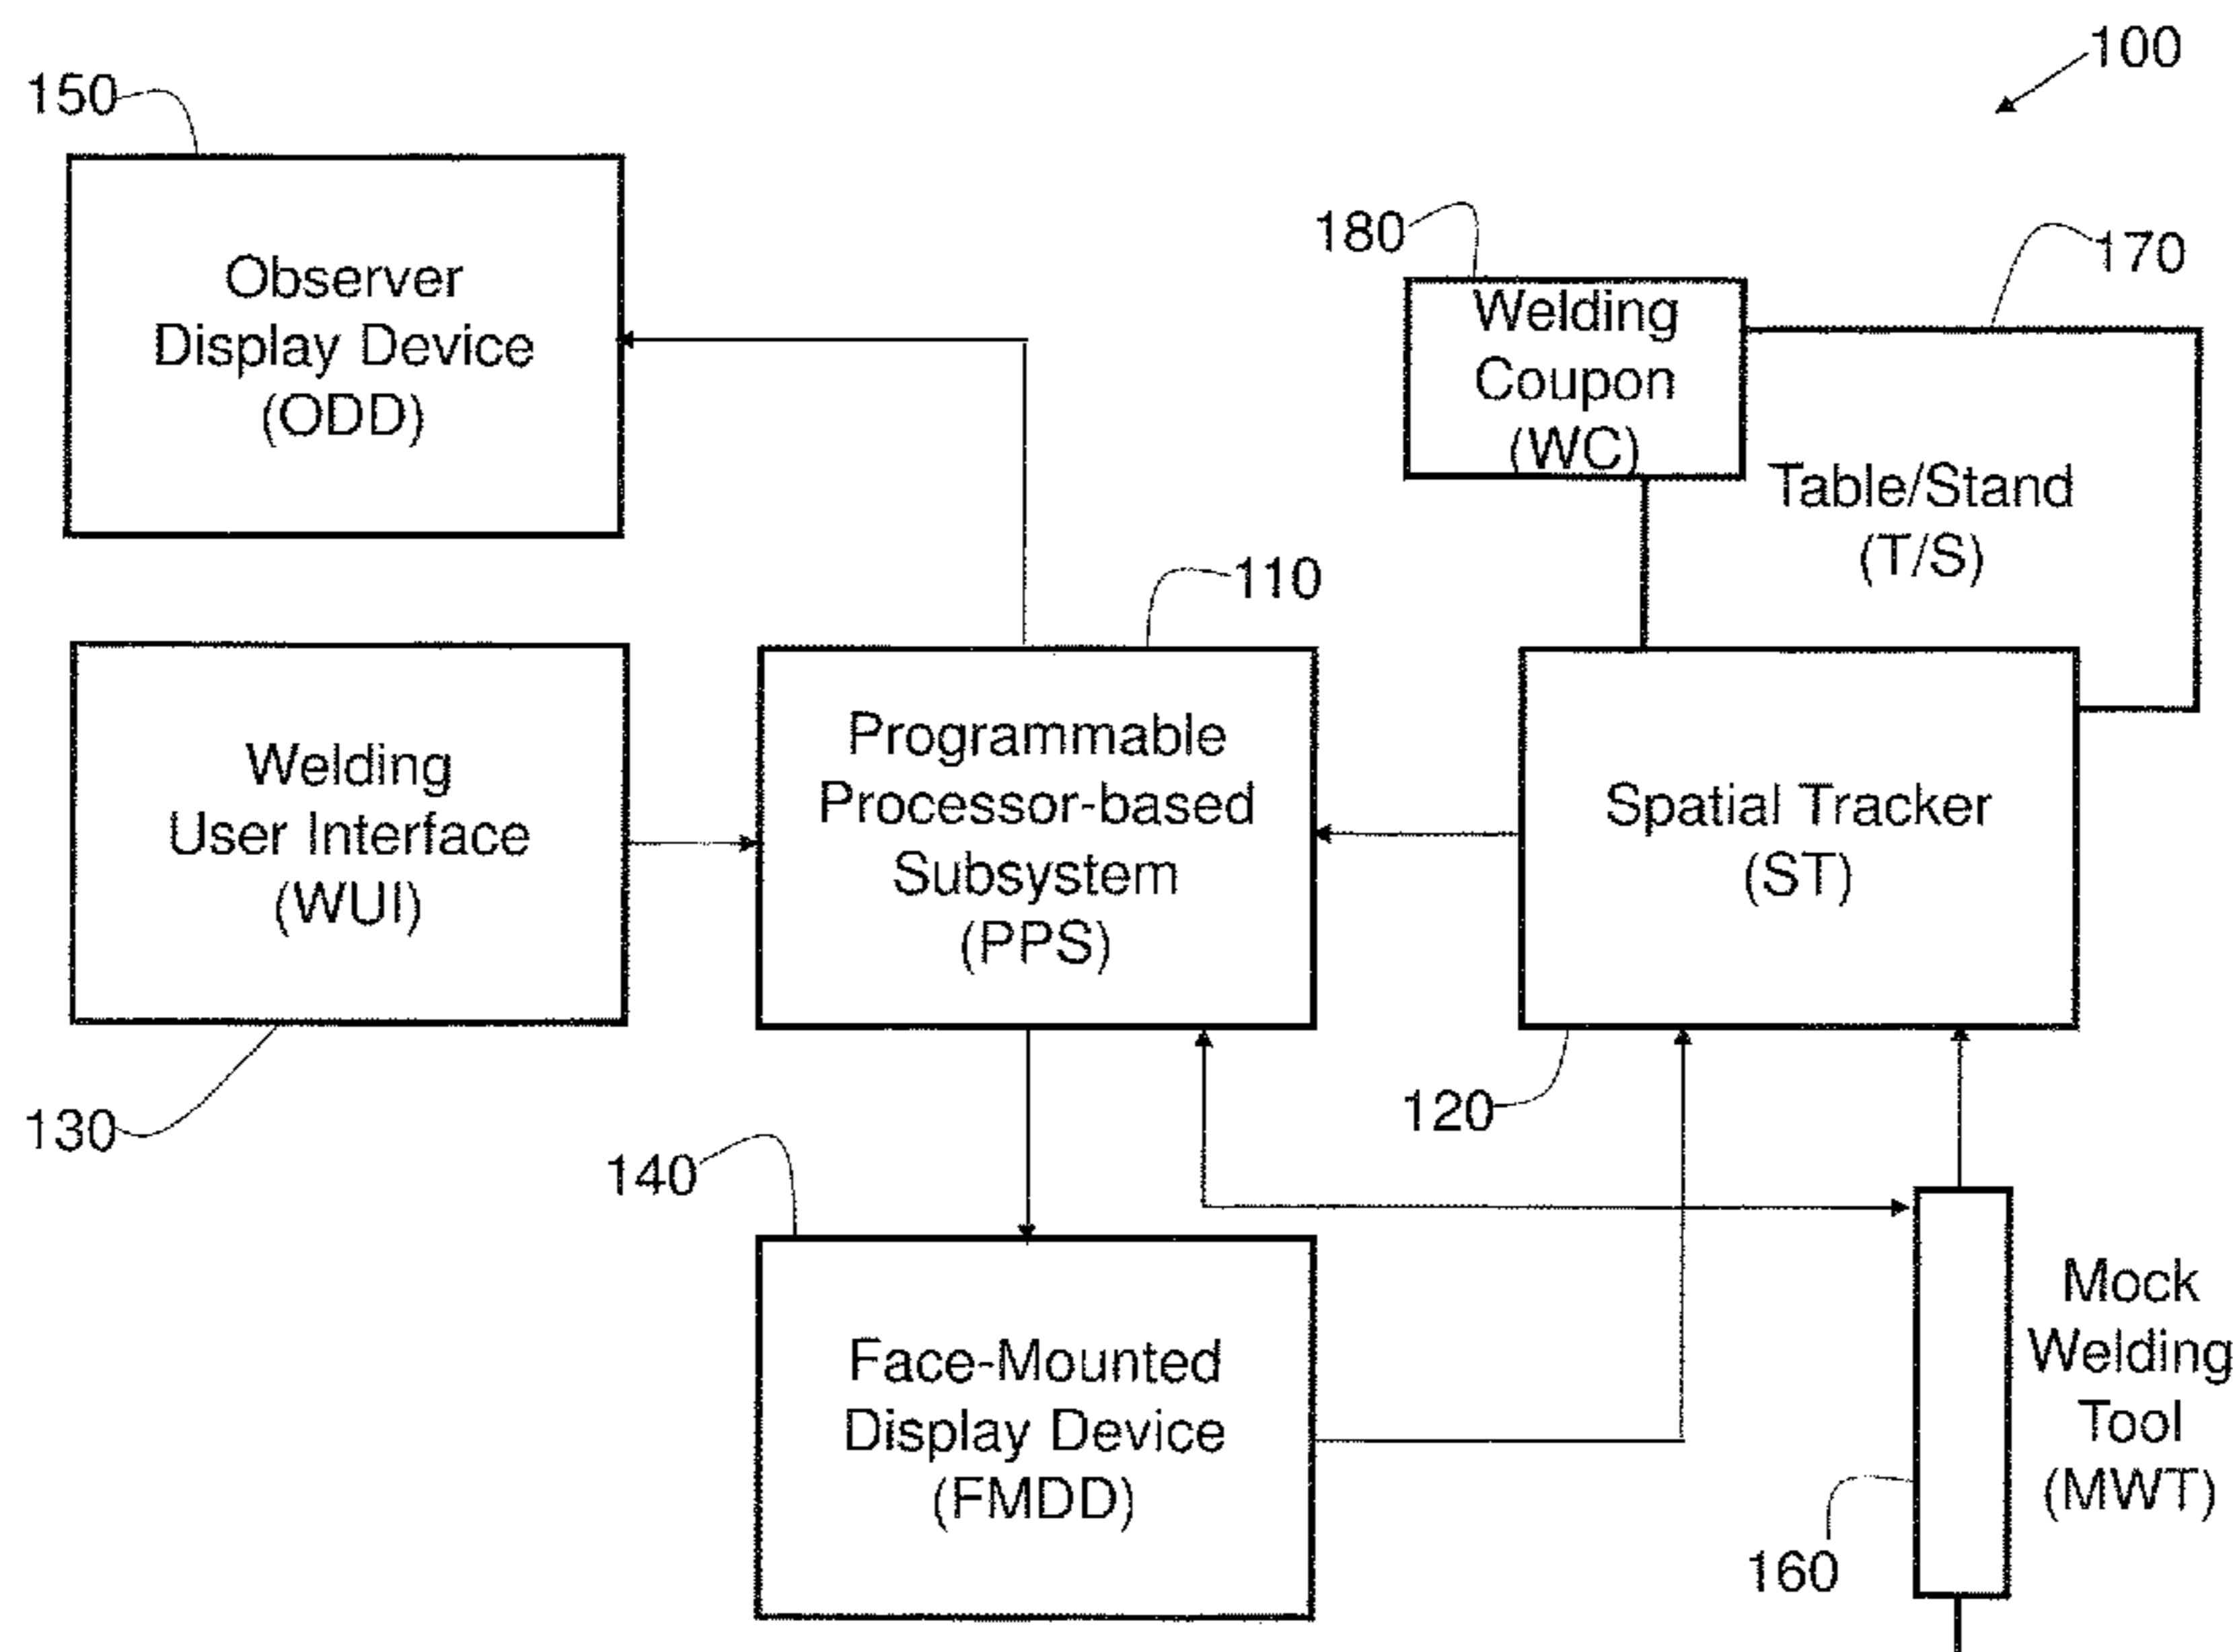 100
150
Observer
Display Device
(ODD)
180
Welding
Coupon
(WC)
170
Table/Stand
(T/S)
110
Welding
User Interface
(WUI)
130
Programmable
Processor-based
Subsystem
(PPS)
Spatial Tracker
(ST)
120
140
Face-Mounted
Display Device
(FMDD)
Mock
Welding
Tool
(MWT)
160